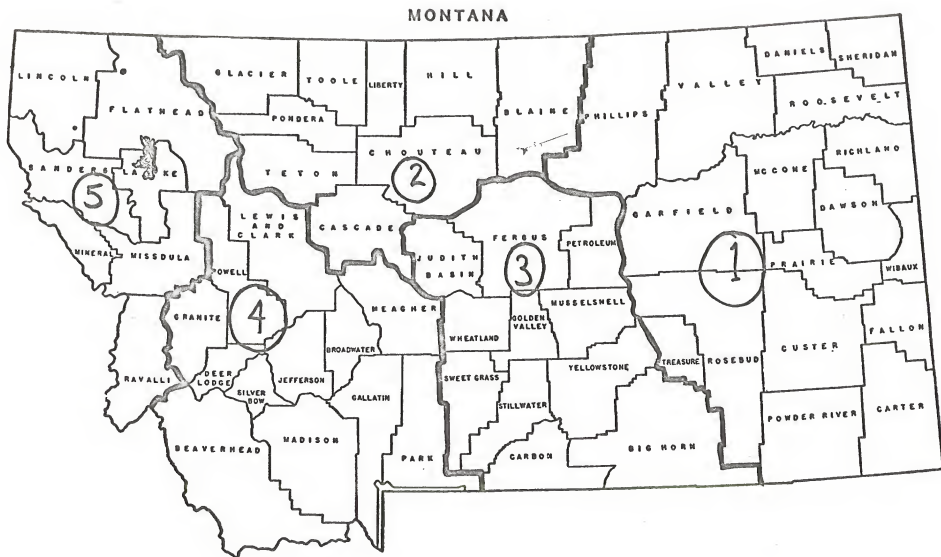 MONTANA
LINCOLN
FLATHEAD
GLACIER
TOOLE
LIBERTY
HILL
BLAINE
PHILLIPS
VALLEY
DANIELS
SHERIDAN
ROOSEVELT
PONDERA
TETON
CHOUTEAU
2
SANDERS
LAKE
5
LEWIS
AND
CLARK
CASCADE
JUDITH
BASIN
FERGUS
3
PETROLEUM
GARFIELD
1
MCCONE
RICHLAND
DAWSON
PRAIRIE
WIBAUX
MINERAL
MISSOULA
POWELL
GRANITE
4
MEAGHER
BROADWATER
WHEATLAND
GOLDEN
VALLEY
MUSSELSHELL
TREASURE
ROSEBUD
CUSTER
FALLON
RAVALLI
DEER
LODGE
SILVER
BOW
JEFFERSON
GALLATIN
SWEET GRASS
STILLWATER
YELLOWSTONE
BIG HORN
POWDER RIVER
CARTER
BEAVERHEAD
MADISON
PARK
CARBON